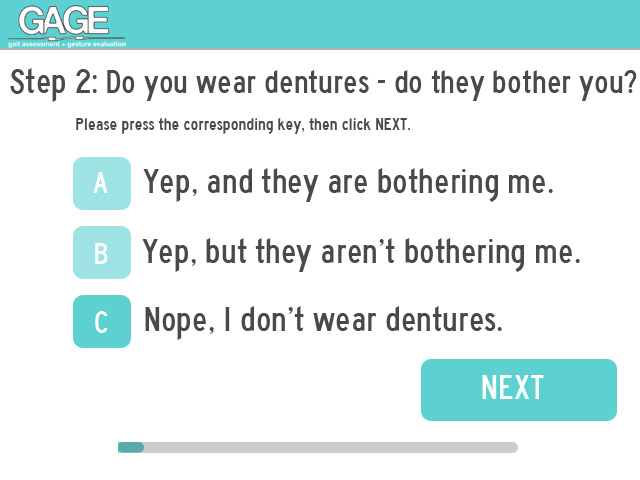 GAGE
gait assessment + gesture evaluation
Step 2: Do you wear dentures - do they bother you?
Please press the corresponding key, then click NEXT.
A Yep, and they are bothering me.
B Yep, but they aren't bothering me.
C Nope, I don't wear dentures.
NEXT